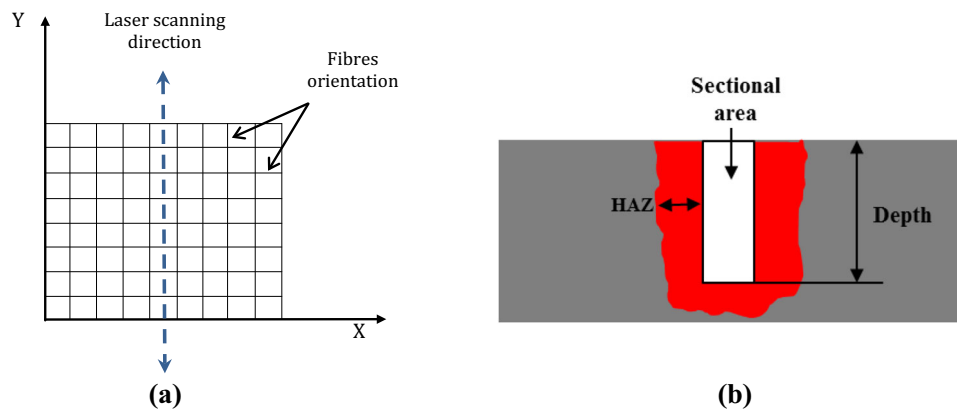 Y
Laser scanning
direction
Fibres
orientation
X
(a)
Sectional
area
HAZ
Depth
(b)